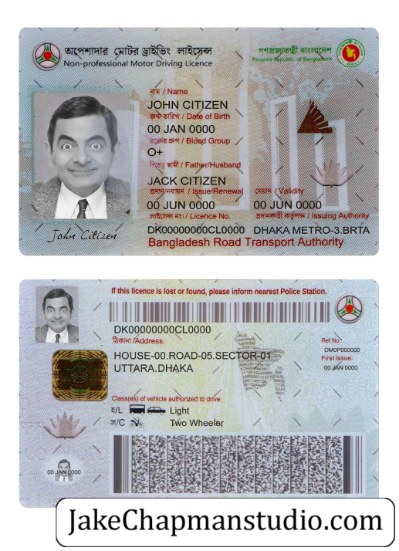 অপেশাদার মোটর ড্রাইভিং লাইসেন্স
Non-professional Motor Driving Licence
গণপ্রজাতন্ত্রী বাংলাদেশ
People's Republic of Bangladesh
নাম / Name
JOHN CITIZEN
জন্ম তারিখ / Date of Birth
00 JAN 0000
রক্তের গ্রুপ / Blood Group
O+
পিতা/ স্বামী / Father/Husband
JACK CITIZEN
প্রদান/নবায়ন / Issue/Renewal মেয়াদ / Validity
00 JUN 0000 00 JUN 0000
লাইসেন্স নং / Licence No. প্রদানকারী কর্তৃপক্ষ / Issuing Authority
DK00000000CL0000 DHAKA METRO-3.BRTA
John Citizen
Bangladesh Road Transport Authority
If this licence is lost or found, please inform nearest Police Station.
DK00000000CL0000
ঠিকানা /Address.
HOUSE-00.ROAD-05.SECTOR-01
UTTARA.DHAKA
Ref No:
DM0P000000
First Issue:
00 JAN 0000
Class(es) of vehicle authorized to drive
হ/L Light
ম/C Two Wheeler
00 JAN 0000
JakeChapmanstudio.com